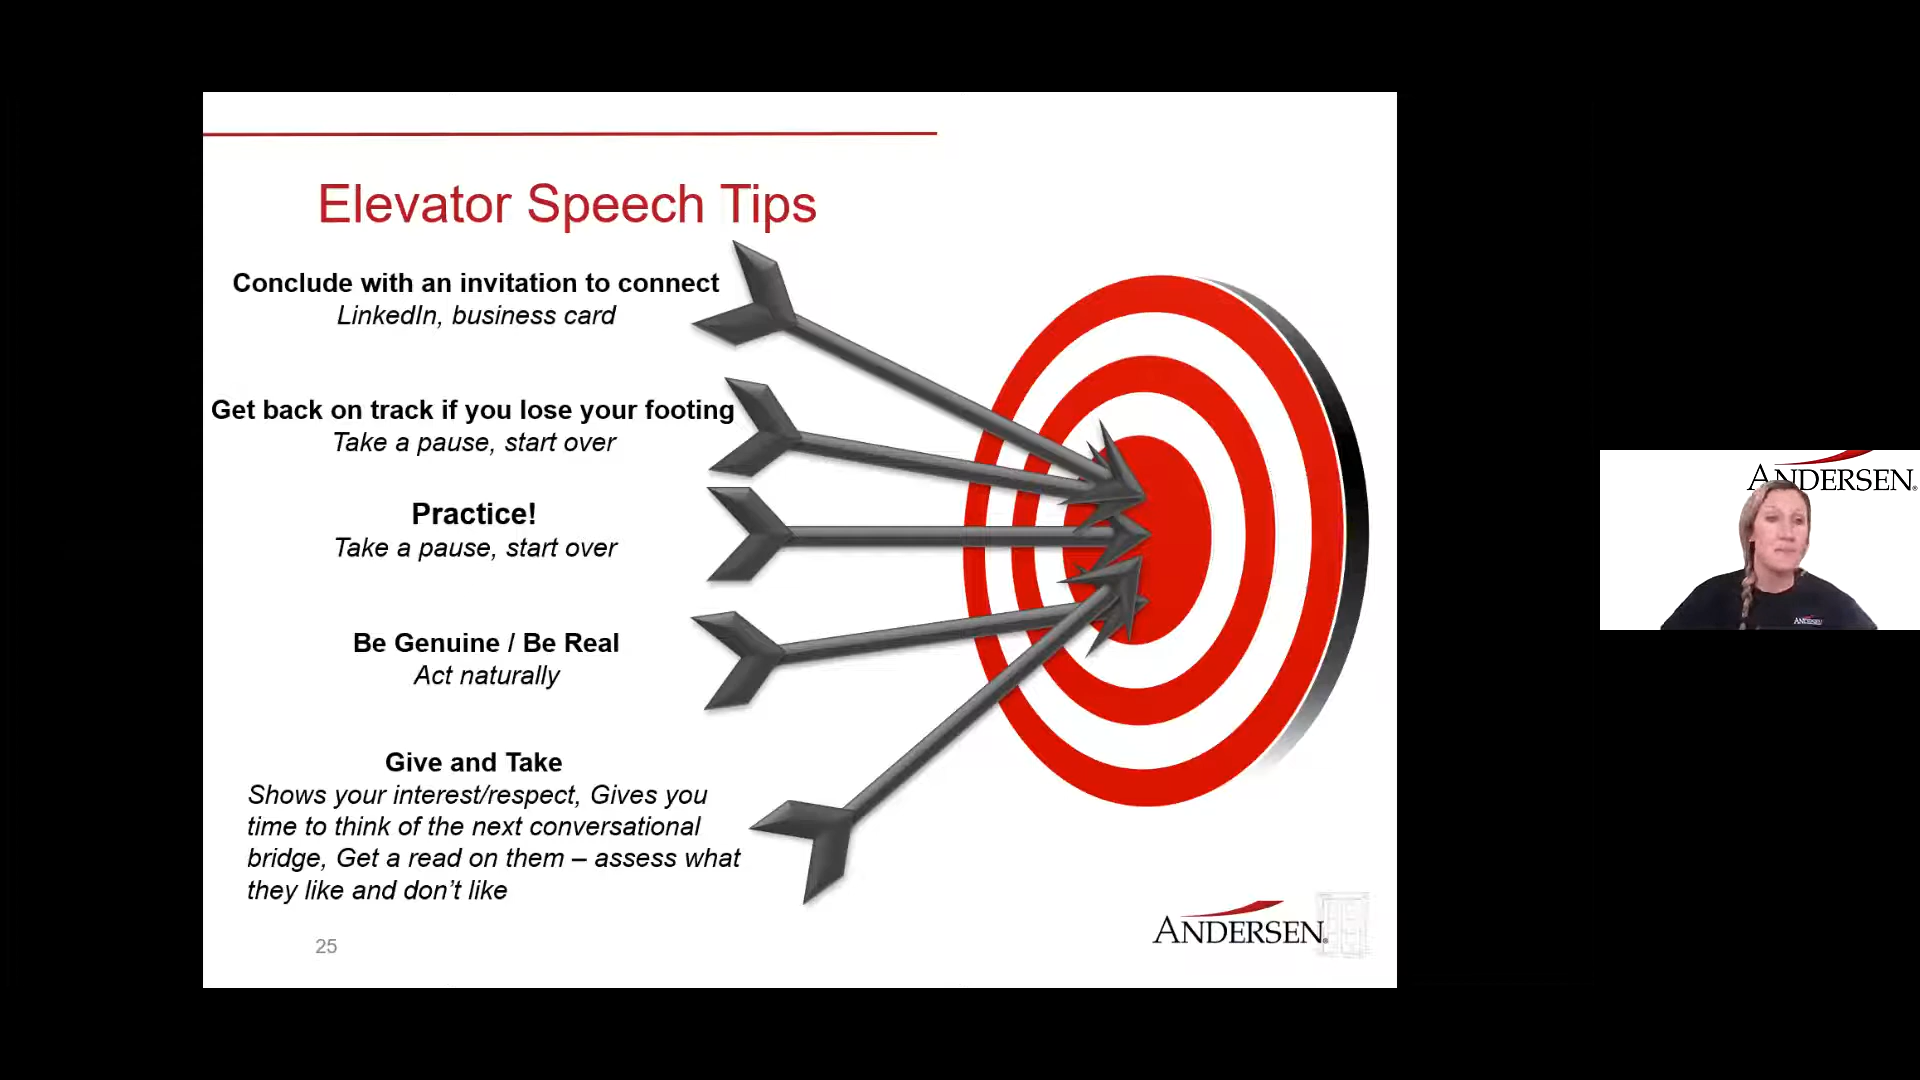 Elevator Speech Tips
Conclude with an invitation to connect
LinkedIn, business card
Get back on track if you lose your footing
Take a pause, start over
Practice!
Take a pause, start over
Be Genuine / Be Real
Act naturally
Give and Take
Shows your interest/respect, Gives you
time to think of the next conversational
bridge, Get a read on them – assess what
they like and don’t like
25
ANDERSEN®
ANDERSEN®
ANDERSEN